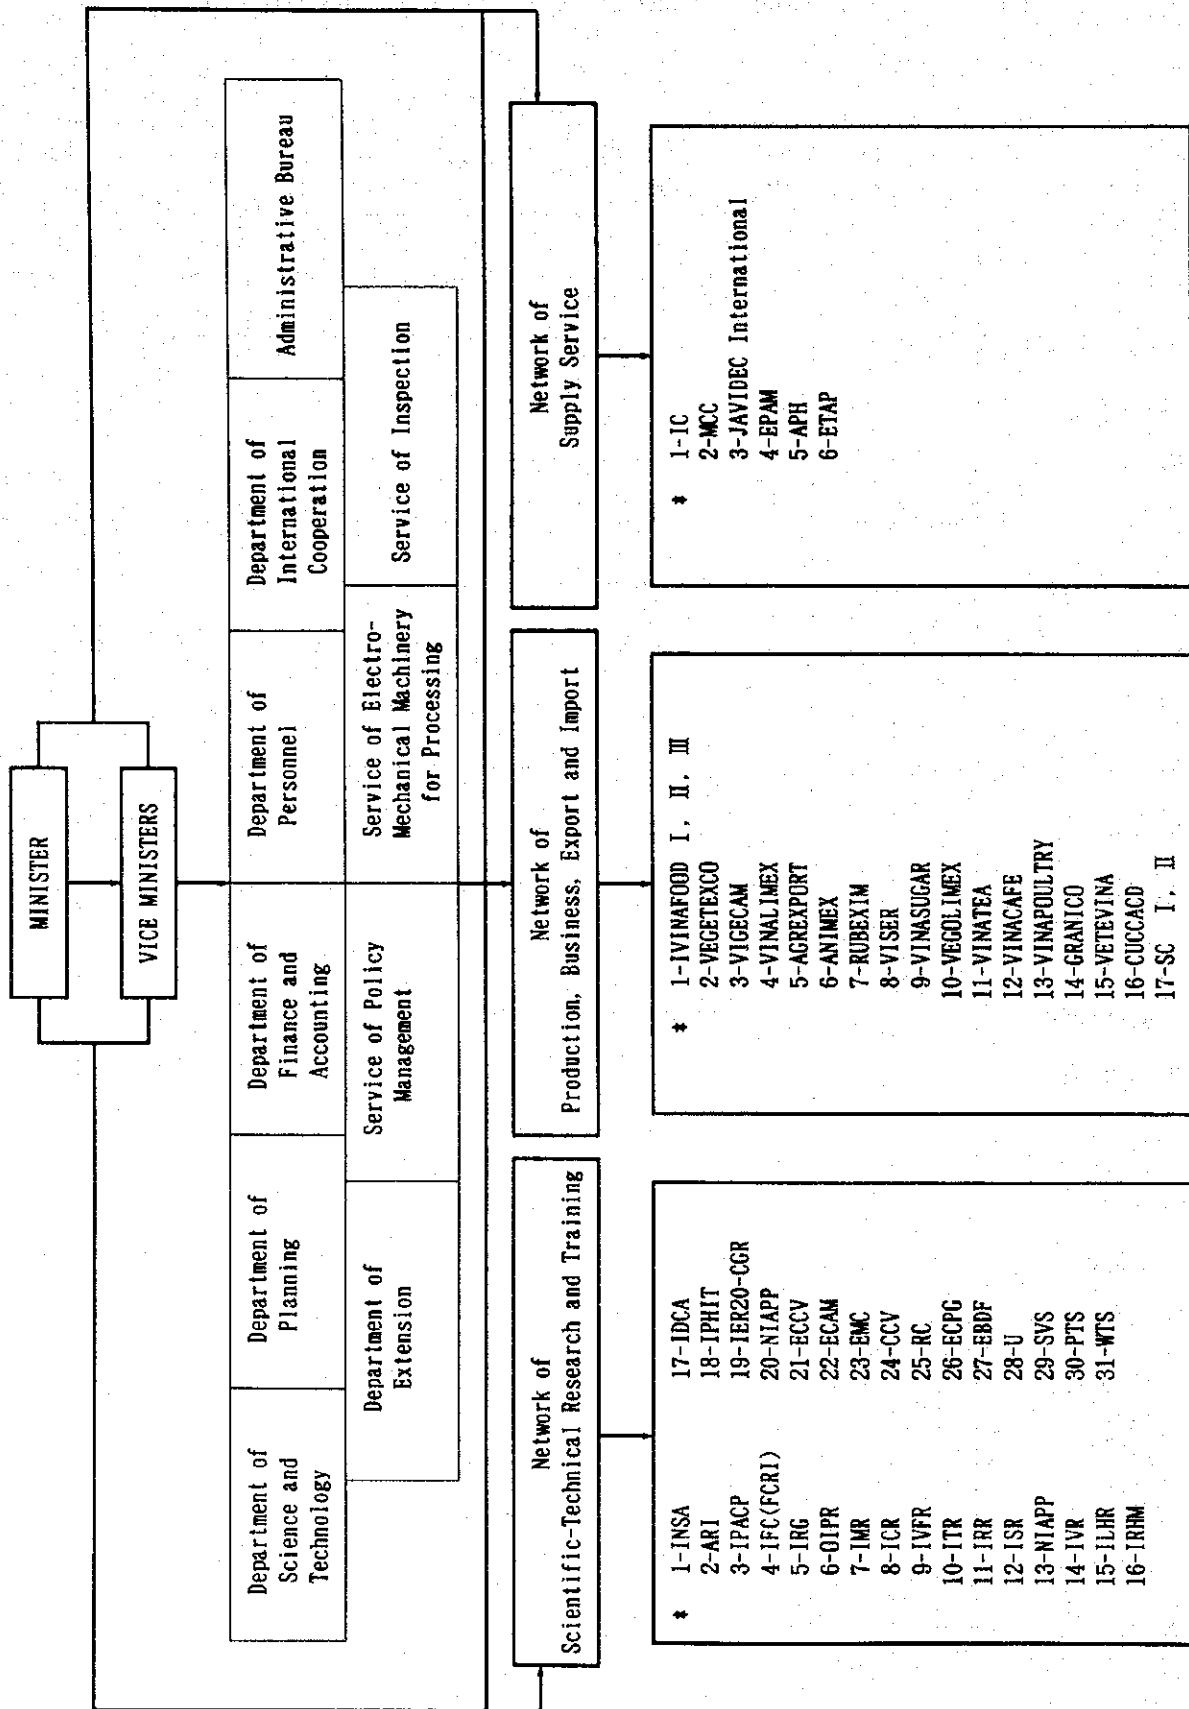 MINISTER
VICE MINISTERS
Department of
Science and
Technology
Department of
Planning
Department of
Finance and
Accounting
Department of
Personnel
Department of
International
Cooperation
Administrative Bureau
Department of
Extension
Service of Policy
Management
Service of Electro-
Mechanical Machinery
for Processing
Service of Inspection
Network of
Scientific-Technical Research and Training
Network of
Production, Business, Export and Import
Network of
Supply Service
* 1-INSA
2-ARI
3-IPACP
4-IFC(FCRI)
5-IRG
6-OIPR
7-IMR
8-ICR
9-IVFR
10-ITR
11-IRR
12-ISR
13-NIAPP
14-IVR
15-ILHR
16-IRHM
17-IDCA
18-IPHIT
19-IER20-CGR
20-NIAPP
21-ECCV
22-ECAM
23-EMC
24-CCV
25-RC
26-ECPG
27-EBDF
28-U
29-SVS
30-PTS
31-WTS
* 1-IVINAFOOD I, II, III
2-VEGETEXCO
3-VIGECAM
4-VINALIMEX
5-AGREXPORT
6-ANIMEX
7-RUBEXIM
8-VISER
9-VINASUGAR
10-VEGOLIMEX
11-VINATEA
12-VINACAFE
13-VINAPOULTRY
14-GRANICO
15-VETEVINA
16-CUCCACD
17-SC I, II
* 1-IC
2-MCC
3-JAVIDEC International
4-EPAM
5-APH
6-ETAP